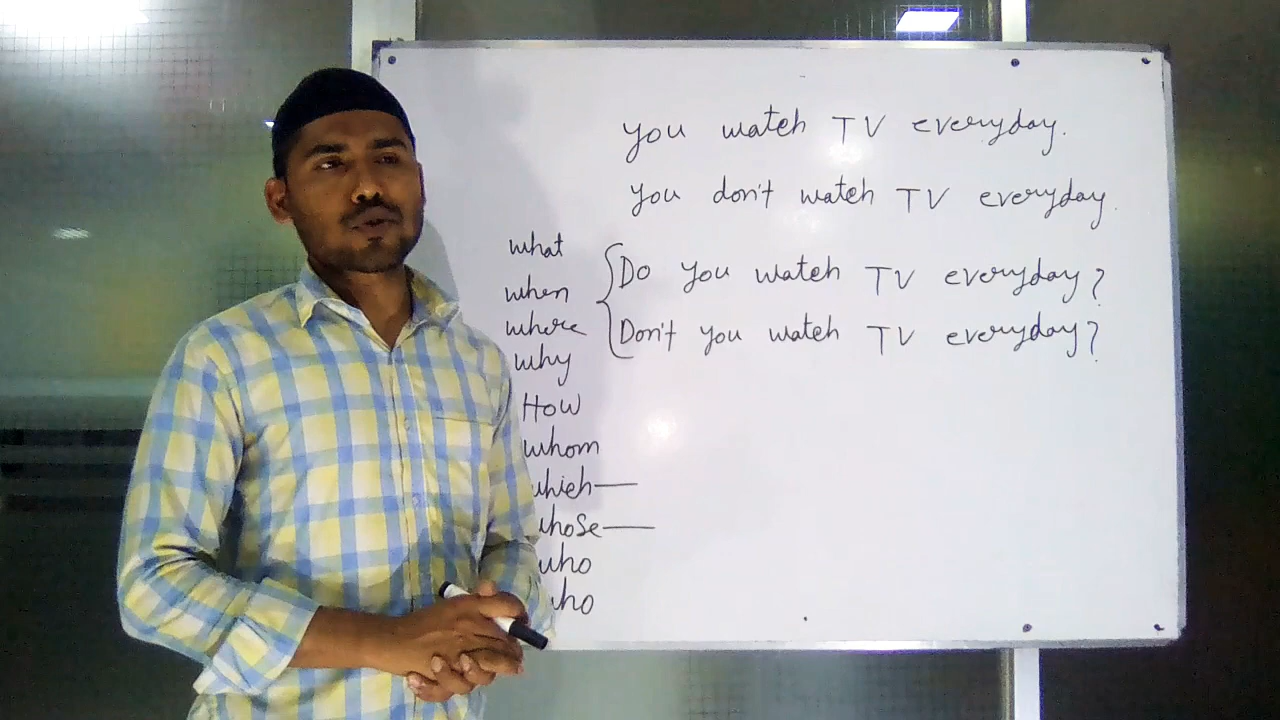 you watch TV everyday.
you don't watch TV everyday.
what
when
where
why
How
whom
which—
whose—
who
who
Do you watch TV everyday?
Don't you watch TV everyday?